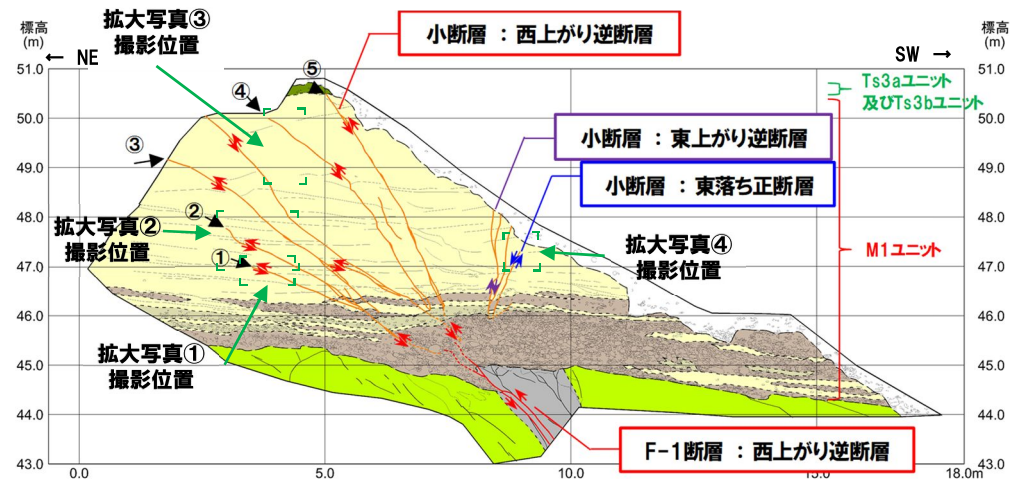 標高
(m)
← NE
拡大写真③
撮影位置
小断層 ： 西上がり逆断層
SW →
標高
(m)
51.0
50.0
49.0
48.0
47.0
46.0
45.0
44.0
43.0
⑤
④
③
②
①
Ts3aユニット
及びTs3bユニット
小断層 ： 東上がり逆断層
小断層 ： 東落ち正断層
拡大写真②
撮影位置
拡大写真④
撮影位置
M1ユニット
拡大写真①
撮影位置
F-1断層 ： 西上がり逆断層
51.0
50.0
49.0
48.0
47.0
46.0
45.0
44.0
43.0
0.0
5.0
10.0
15.0
18.0m